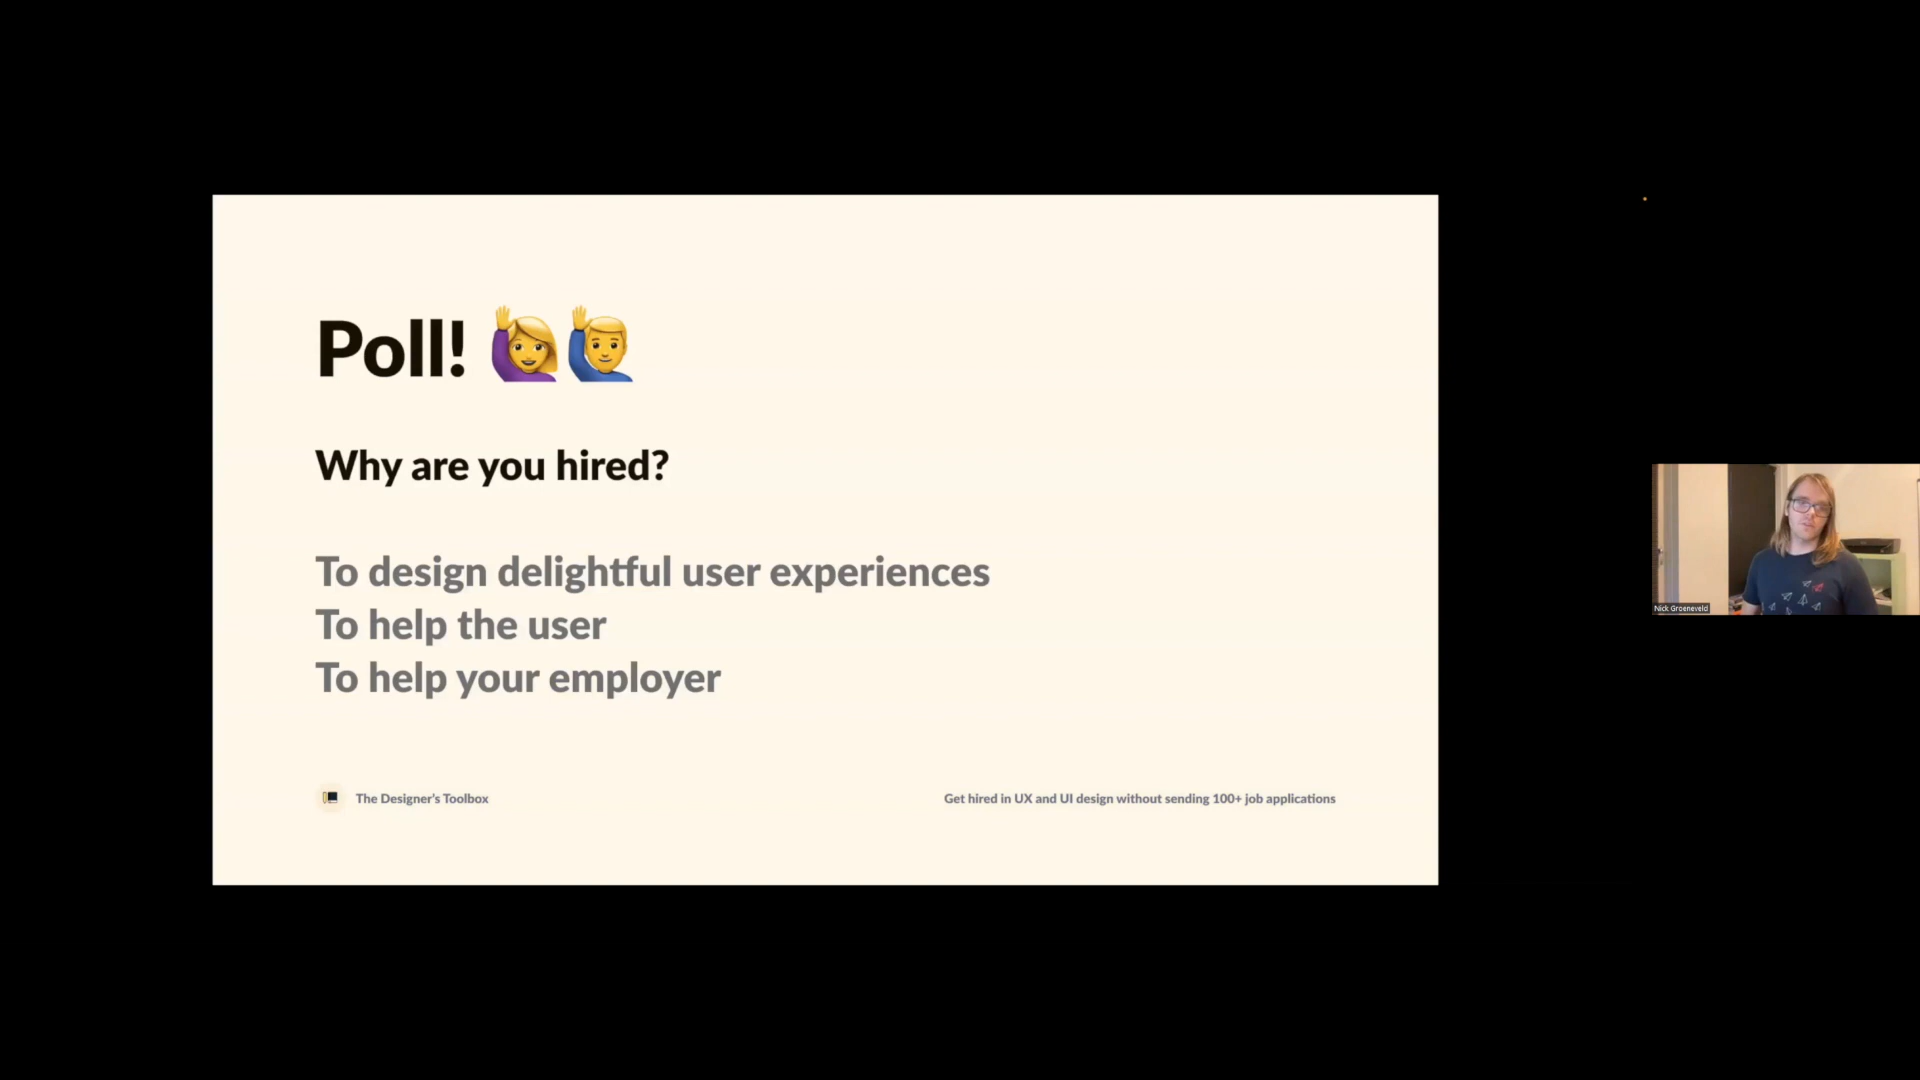 Poll! 🙋‍♀️🙋‍♂️
Why are you hired?
To design delightful user experiences
To help the user
To help your employer
The Designer's Toolbox
Get hired in UX and UI design without sending 100+ job applications
Nick Groeneveld